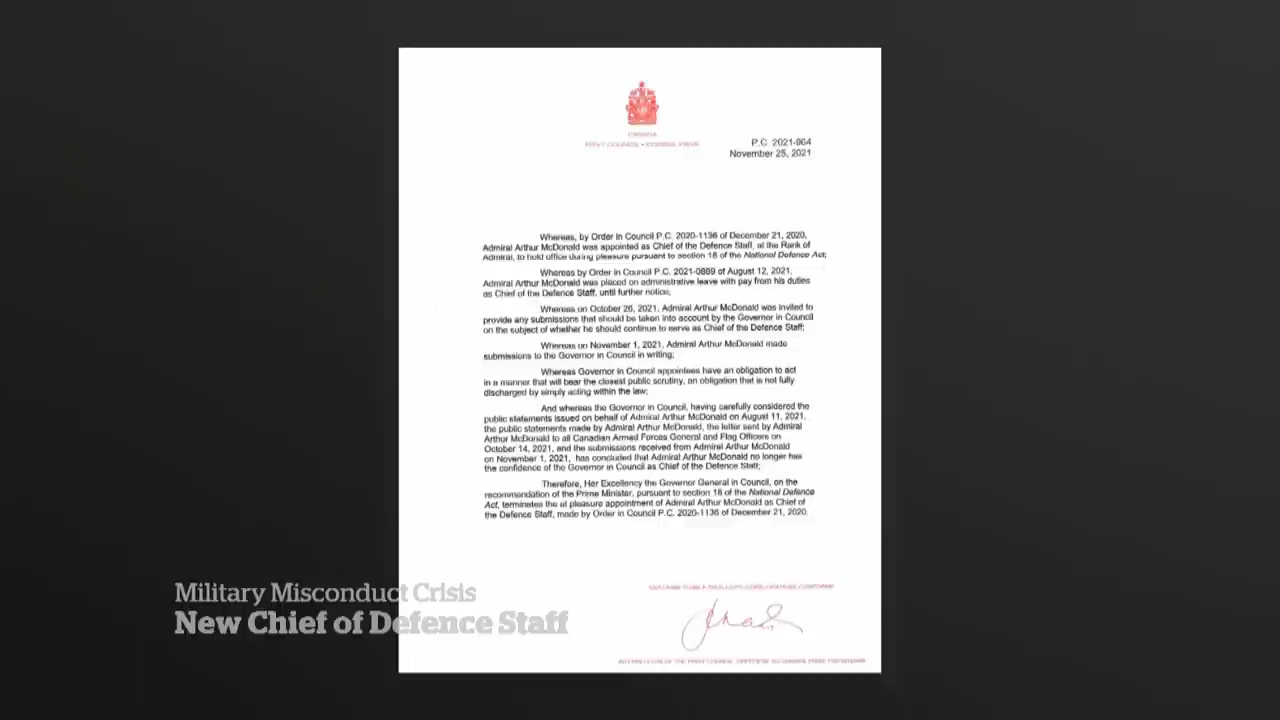 CANADA
PRIVY COUNCIL • CONSEIL PRIVÉ
P.C. 2021-964
November 25, 2021
Whereas, by Order in Council P.C. 2020-1136 of December 21, 2020,
Admiral Arthur McDonald was appointed as Chief of the Defence Staff, at the Rank of
Admiral, to hold office during pleasure pursuant to section 18 of the National Defence Act;
Whereas by Order in Council P.C. 2021-0889 of August 12, 2021,
Admiral Arthur McDonald was placed on administrative leave with pay from his duties
as Chief of the Defence Staff, until further notice;
Whereas on October 26, 2021, Admiral Arthur McDonald was invited to
provide any submissions that should be taken into account by the Governor in Council
on the subject of whether he should continue to serve as Chief of the Defence Staff;
Whereas on November 1, 2021, Admiral Arthur McDonald made
submissions to the Governor in Council in writing;
Whereas Governor in Council appointees have an obligation to act
in a manner that will bear the closest public scrutiny, an obligation that is not fully
discharged by simply acting within the law;
And whereas the Governor in Council, having carefully considered the
public statements issued on behalf of Admiral Arthur McDonald on August 11, 2021,
the public statements made by Admiral Arthur McDonald, the letter sent by Admiral
Arthur McDonald to all Canadian Armed Forces General and Flag Officers on
October 14, 2021, and the submissions received from Admiral Arthur McDonald
on November 1, 2021, has concluded that Admiral Arthur McDonald no longer has
the confidence of the Governor in Council as Chief of the Defence Staff;
Therefore, Her Excellency the Governor General in Council, on the
recommendation of the Prime Minister, pursuant to section 18 of the National Defence
Act, terminates the at pleasure appointment of Admiral Arthur McDonald as Chief of
the Defence Staff, made by Order in Council P.C. 2020-1136 of December 21, 2020.
Military Misconduct Crisis
New Chief of Defence Staff